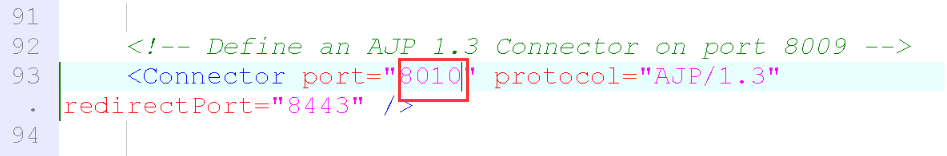 91
92 <!-- Define an AJP 1.3 Connector on port 8009 -->
93 <Connector port="8010" protocol="AJP/1.3"
. redirectPort="8443" />
94